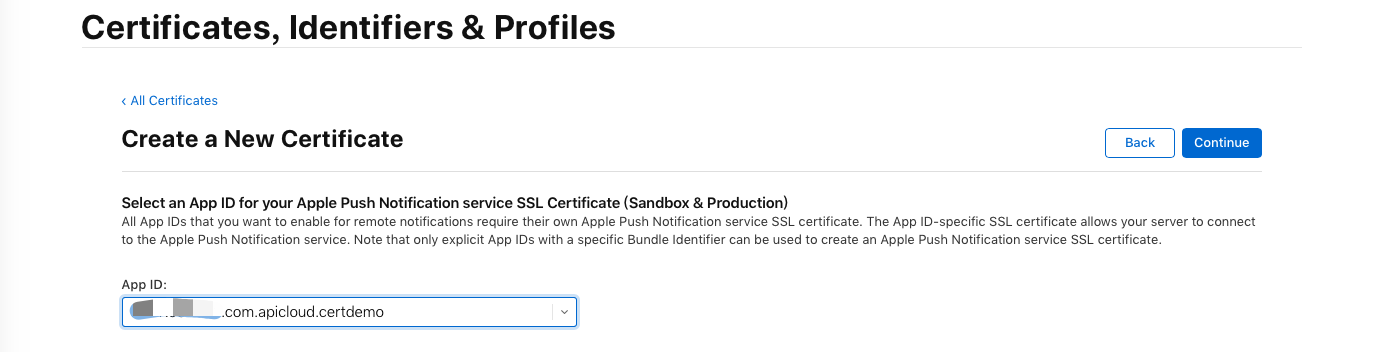 Certificates, Identifiers & Profiles
‹ All Certificates
Create a New Certificate
Back
Continue
Select an App ID for your Apple Push Notification service SSL Certificate (Sandbox & Production)
All App IDs that you want to enable for remote notifications require their own Apple Push Notification service SSL certificate. The App ID-specific SSL certificate allows your server to connect
to the Apple Push Notification service. Note that only explicit App IDs with a specific Bundle Identifier can be used to create an Apple Push Notification service SSL certificate.
App ID:
.com.apicloud.certdemo